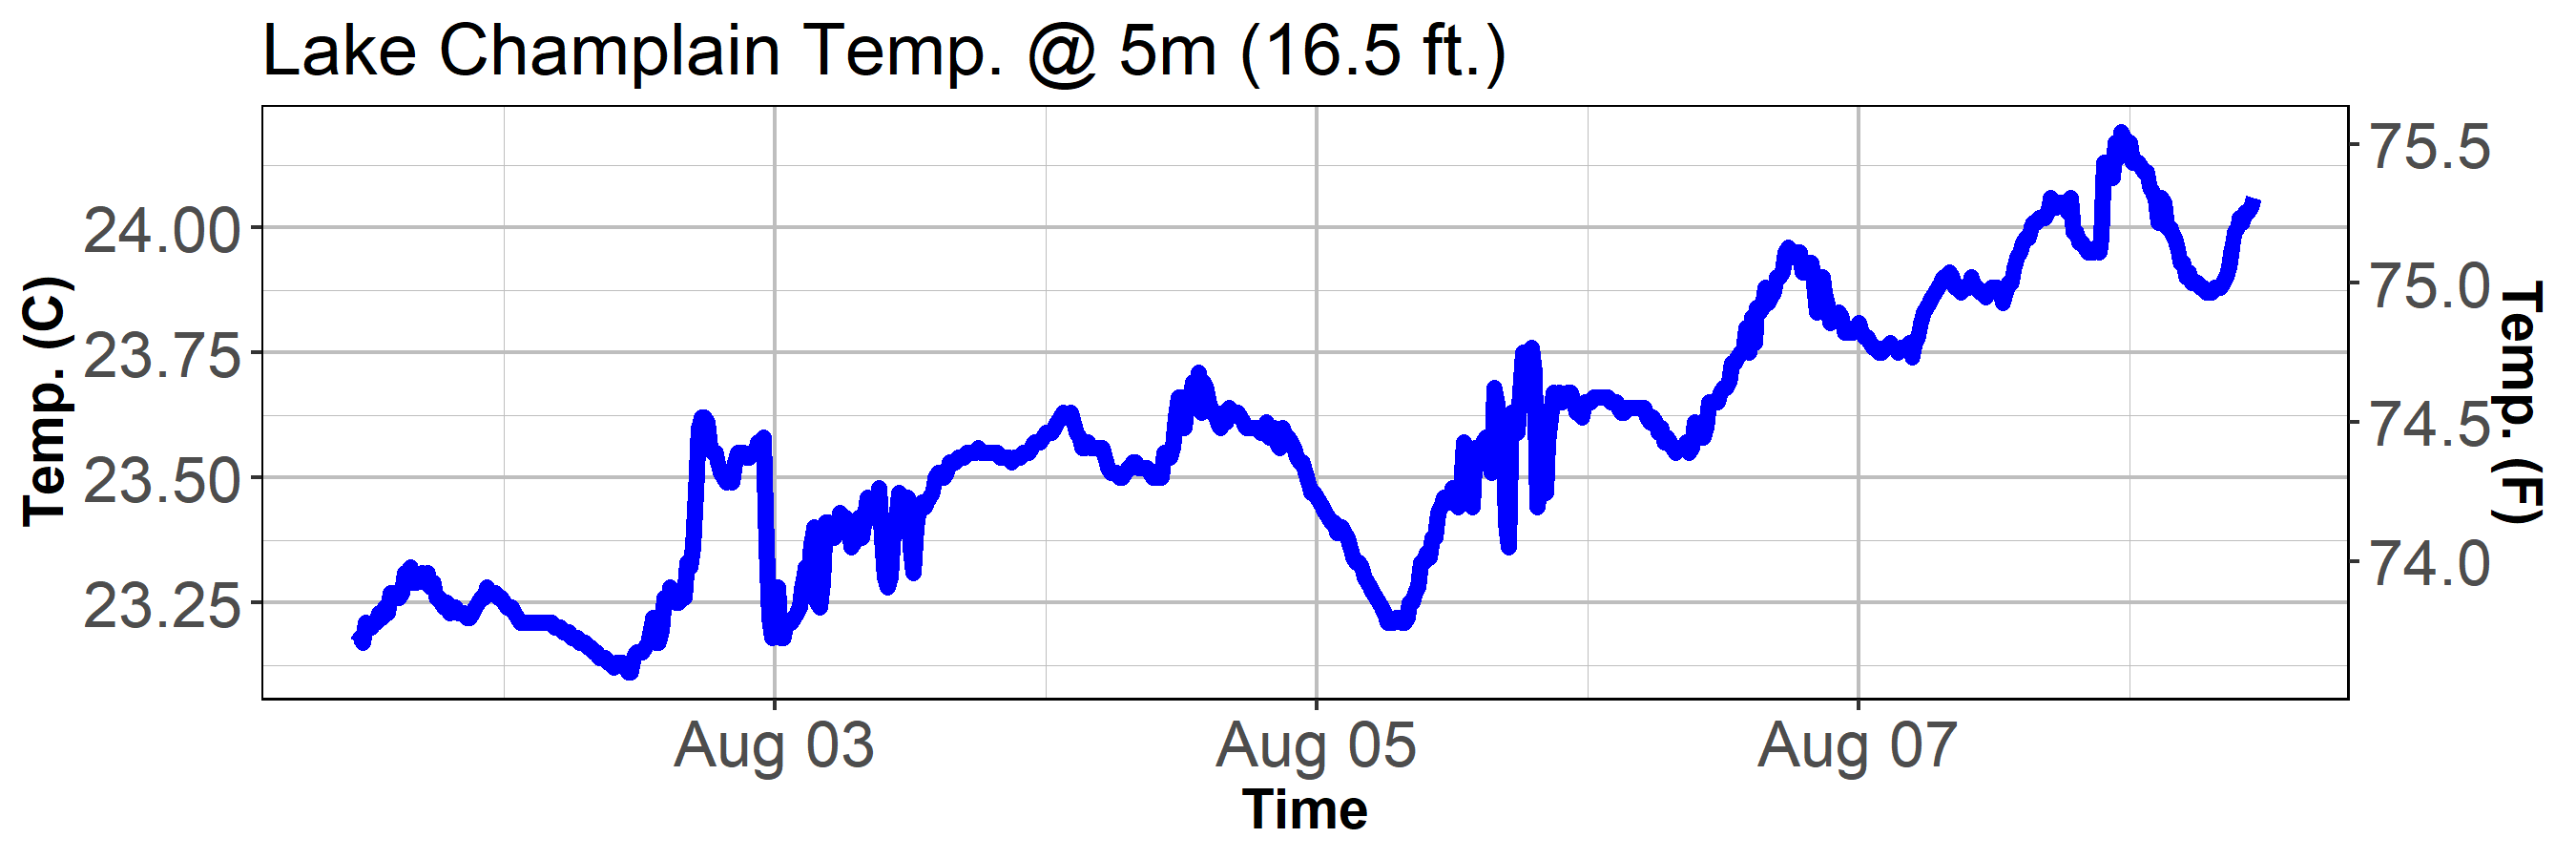 Lake Champlain Temp. @ 5m (16.5 ft.)
Temp. (C)
24.00
23.75
23.50
23.25
75.5
75.0
74.5
74.0
Temp. (F)
Aug 03
Aug 05
Aug 07
Time